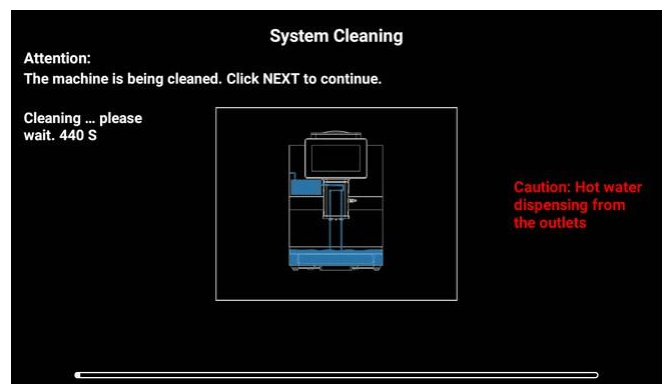 System Cleaning
Attention:
The machine is being cleaned. Click NEXT to continue.
Cleaning ... please
wait. 440 S
Caution: Hot water
dispensing from
the outlets